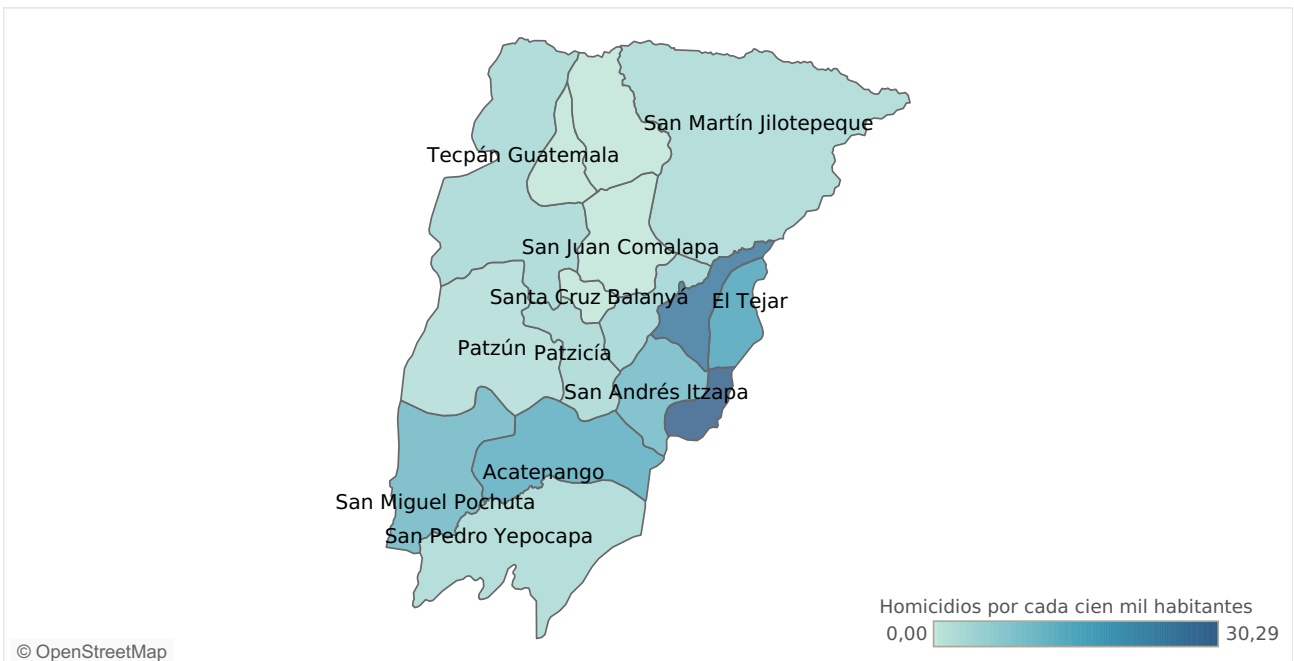 San Martín Jilotepeque
Tecpán Guatemala
San Juan Comalapa
Santa Cruz Balanyá
El Tejar
Patzún
Patzicía
San Andrés Itzapa
Acatenango
San Miguel Pochuta
San Pedro Yepocapa
Homicidios por cada cien mil habitantes
0,00 30,29
© OpenStreetMap